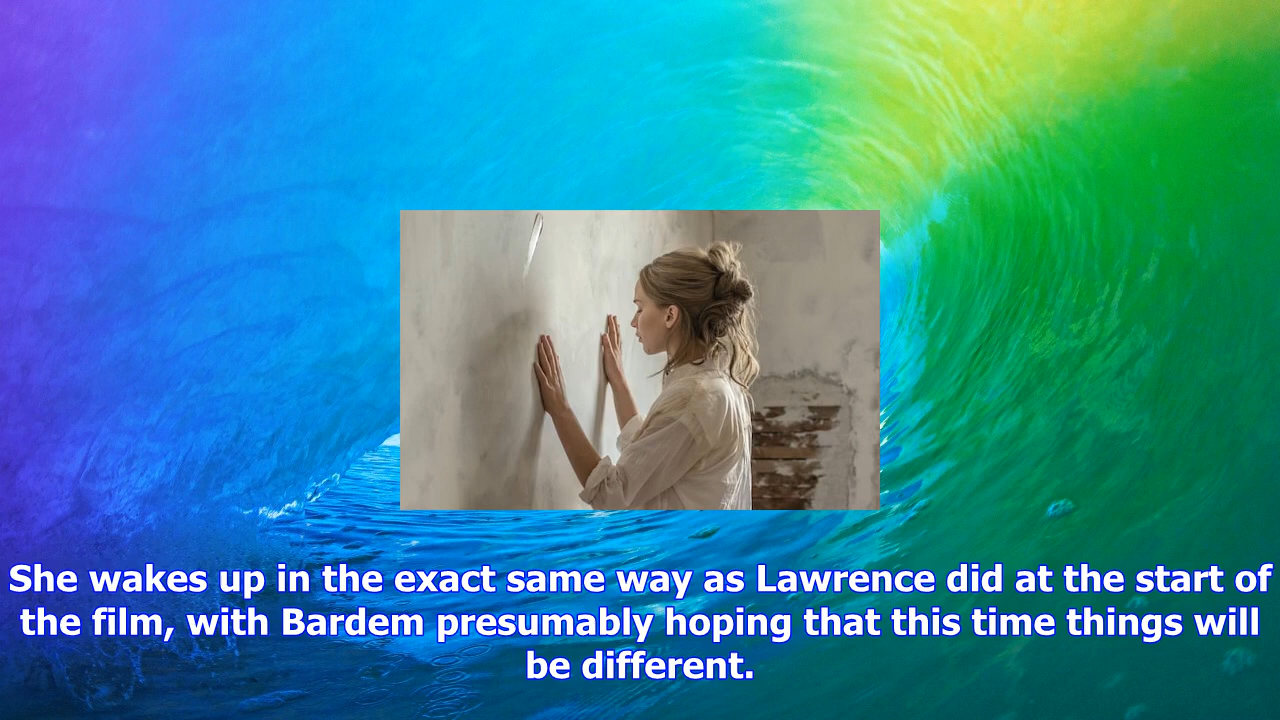 She wakes up in the exact same way as Lawrence did at the start of
the film, with Bardem presumably hoping that this time things will
be different.